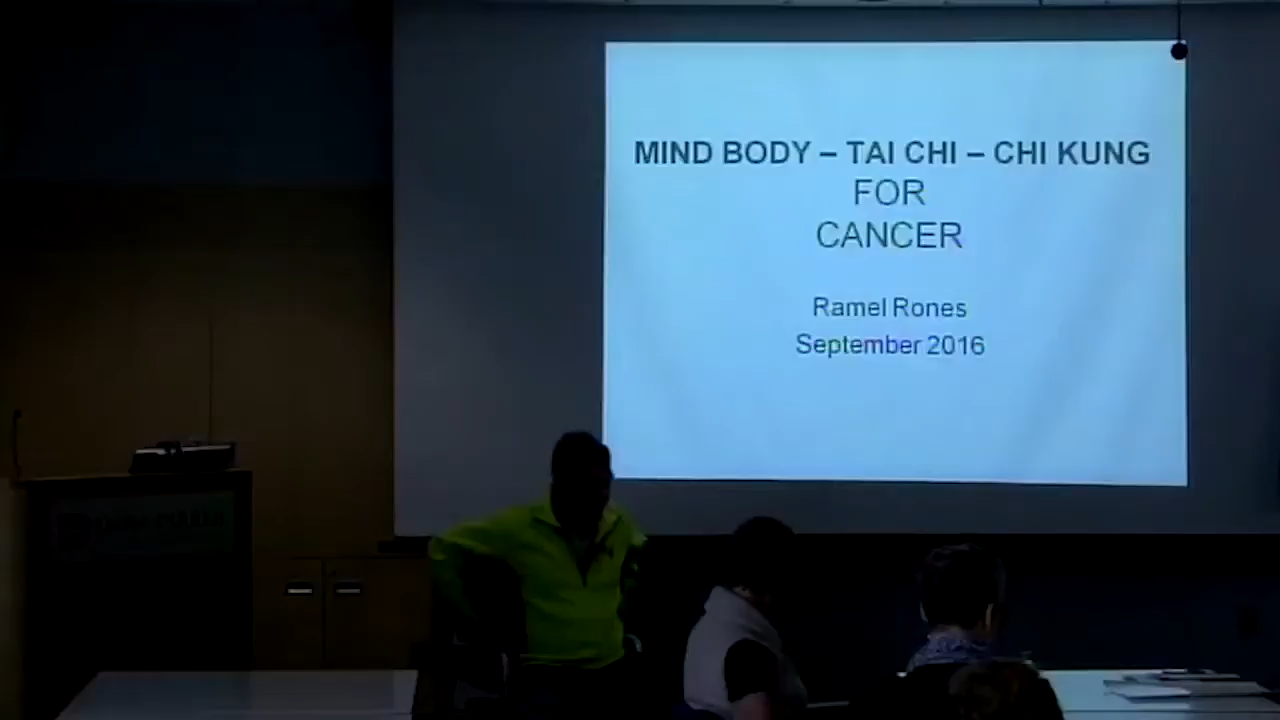 MIND BODY – TAI CHI – CHI KUNG
FOR
CANCER
Ramel Rones
September 2016